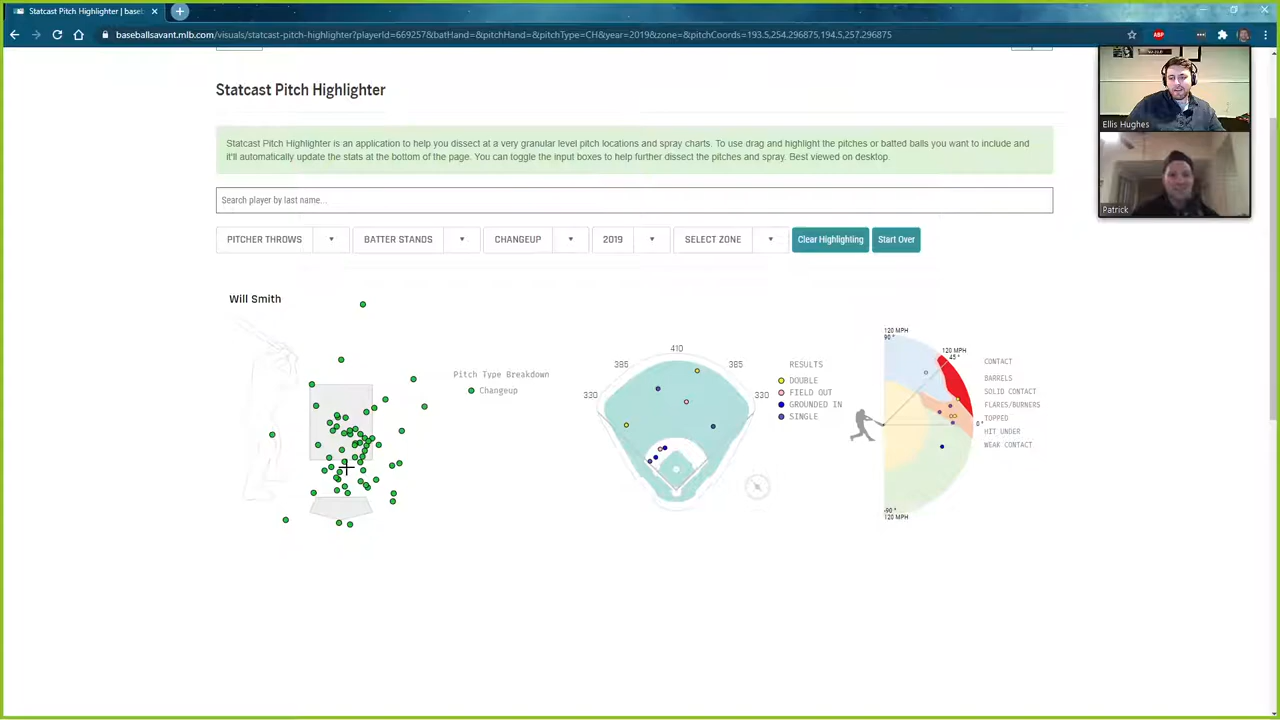 Statcast Pitch Highlighter | baseb
baseballsavant.mlb.com/visuals/statcast-pitch-highlighter?playerId=669257&batHand=&pitchHand=&pitchType=CH&year=2019&zone=&pitchCoords=193.5,254.296875,194.5,257.296875
ABP
Ellis Hughes
Patrick
Statcast Pitch Highlighter
Statcast Pitch Highlighter is an application to help you dissect at a very granular level pitch locations and spray charts. To use drag and highlight the pitches or batted balls you want to include and
it'll automatically update the stats at the bottom of the page. You can toggle the input boxes to help further dissect the pitches and spray. Best viewed on desktop.
Search player by last name...
PITCHER THROWS BATTER STANDS CHANGEUP 2019 SELECT ZONE Clear Highlighting Start Over
Will Smith
Pitch Type Breakdown
Changeup
410
385 385
330 330
RESULTS
DOUBLE
FIELD OUT
GROUNDED IN
SINGLE
120 MPH
90 °
120 MPH
45 °
0 °
-90 °
120 MPH
CONTACT
BARRELS
SOLID CONTACT
FLARES/BURNERS
TOPPED
HIT UNDER
WEAK CONTACT